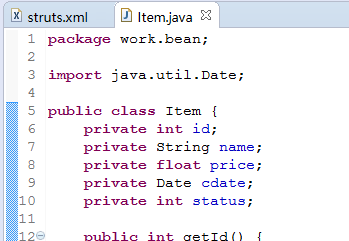 struts.xml Item.java
1 package work.bean;
2
3 import java.util.Date;
4
5 public class Item {
6 private int id;
7 private String name;
8 private float price;
9 private Date cdate;
10 private int status;
11
12 public int getId() {